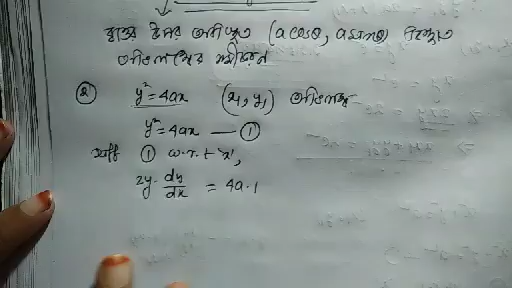 উপর অবস্থিত (a cosθ, a sinθ) বিন্দুতে
অভিলম্বের সমীকরণ
② y² = 4ax (x₁, y₁) অভিলম্ব
y² = 4ax — ①
Diff ① w.r.t 'x',
2y · dy/dx = 4a·1